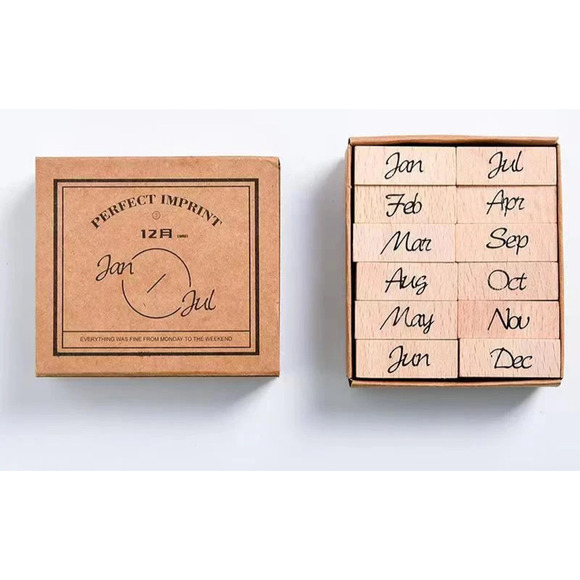 PERFECT IMPRINT
12月
Jan
Jul
EVERYTHING WAS FINE FROM MONDAY TO THE WEEKEND
Jan Jul
Feb Apr
Mar Sep
Aug Oct
May Nov
Jun Dec